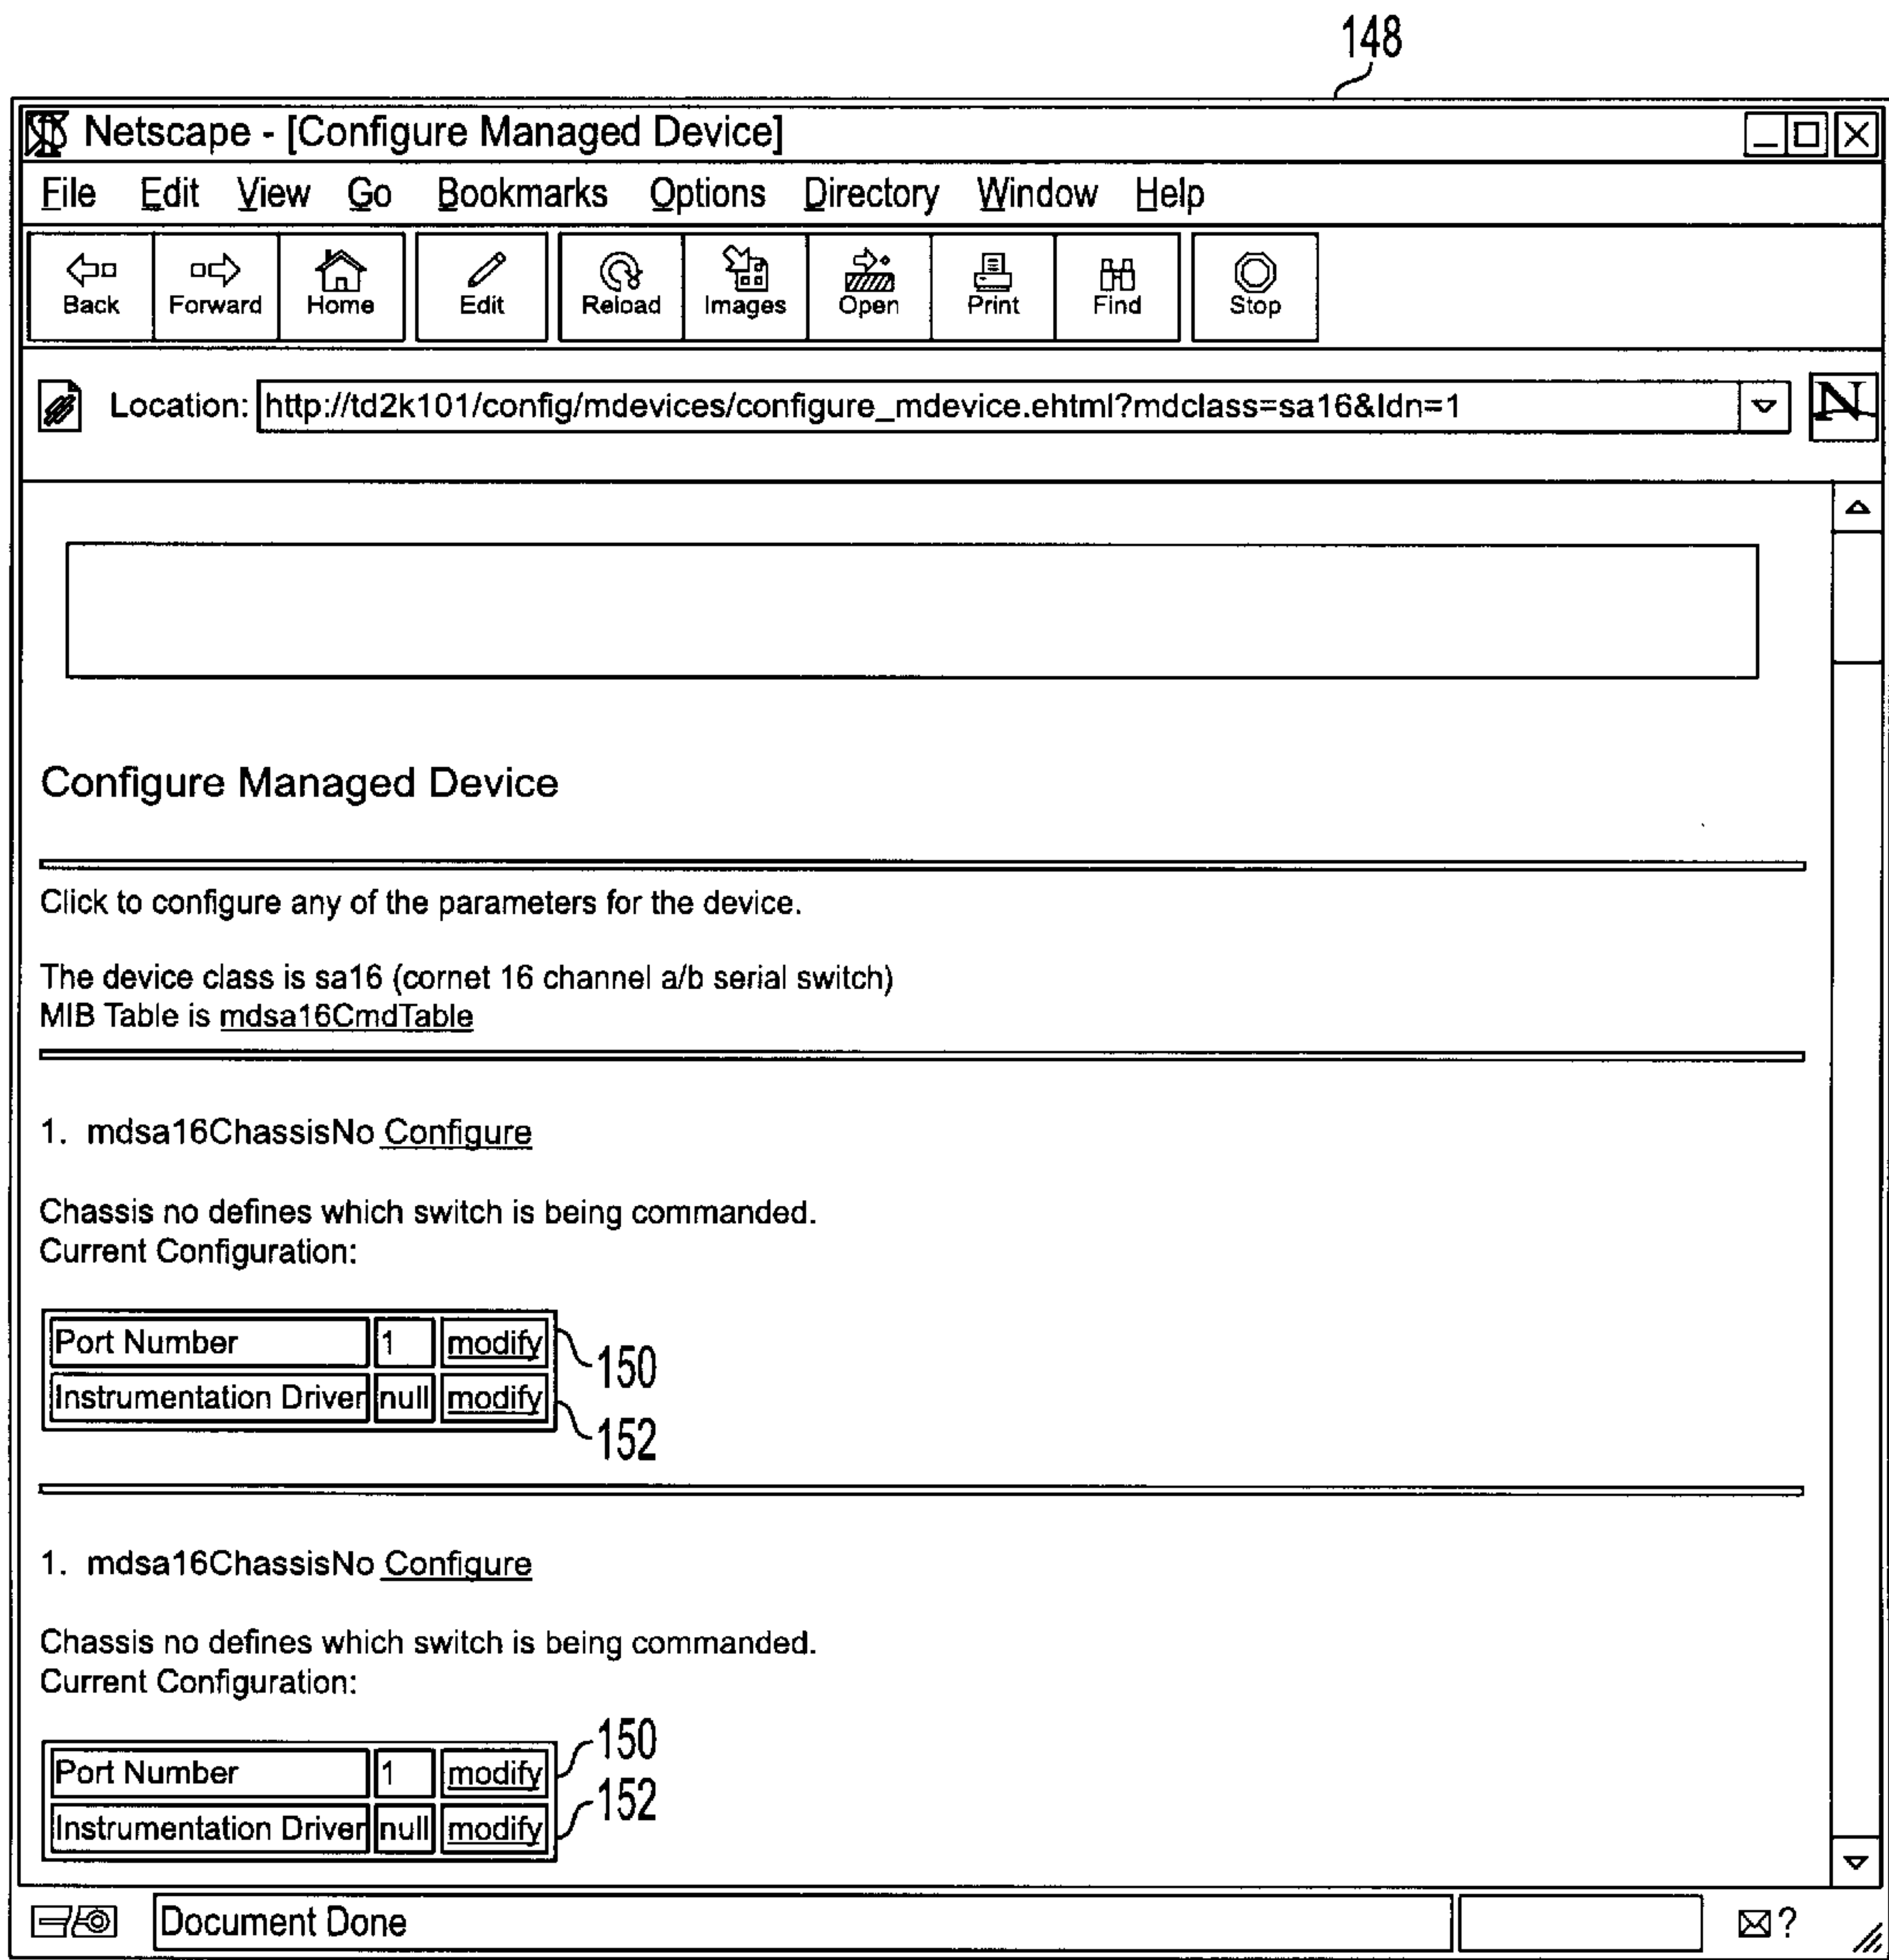 148
Netscape - [Configure Managed Device]
File Edit View Go Bookmarks Options Directory Window Help
Back Forward Home Edit Reload Images Open Print Find Stop
Location: http://td2k101/config/mdevices/configure_mdevice.ehtml?mdclass=sa16&ldn=1
N
Configure Managed Device
Click to configure any of the parameters for the device.
The device class is sa16 (cornet 16 channel a/b serial switch)
MIB Table is mdsa16CmdTable
1. mdsa16ChassisNo Configure
Chassis no defines which switch is being commanded.
Current Configuration:
Port Number 1 modify 150
Instrumentation Driver null modify 152
1. mdsa16ChassisNo Configure
Chassis no defines which switch is being commanded.
Current Configuration:
Port Number 1 modify 150
Instrumentation Driver null modify 152
Document Done ?